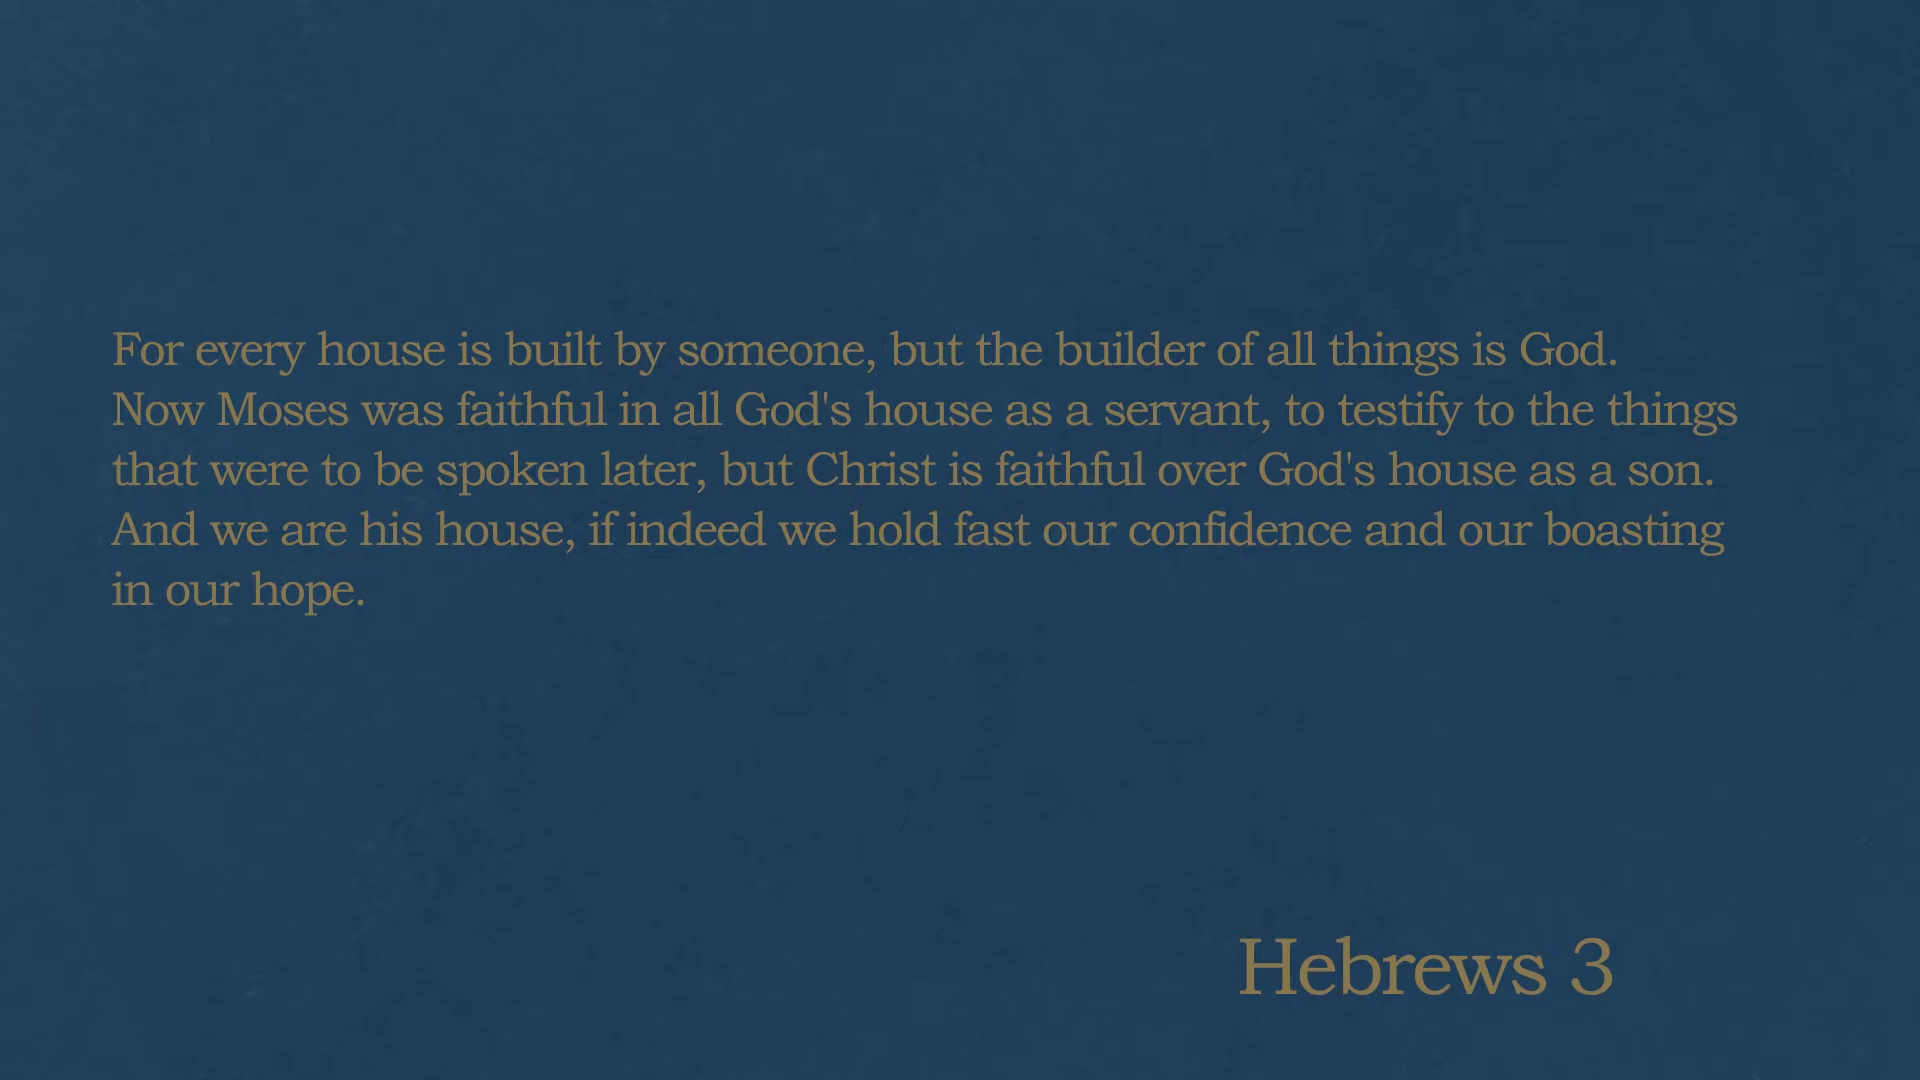 For every house is built by someone, but the builder of all things is God.
Now Moses was faithful in all God's house as a servant, to testify to the things
that were to be spoken later, but Christ is faithful over God's house as a son.
And we are his house, if indeed we hold fast our confidence and our boasting
in our hope.
Hebrews 3